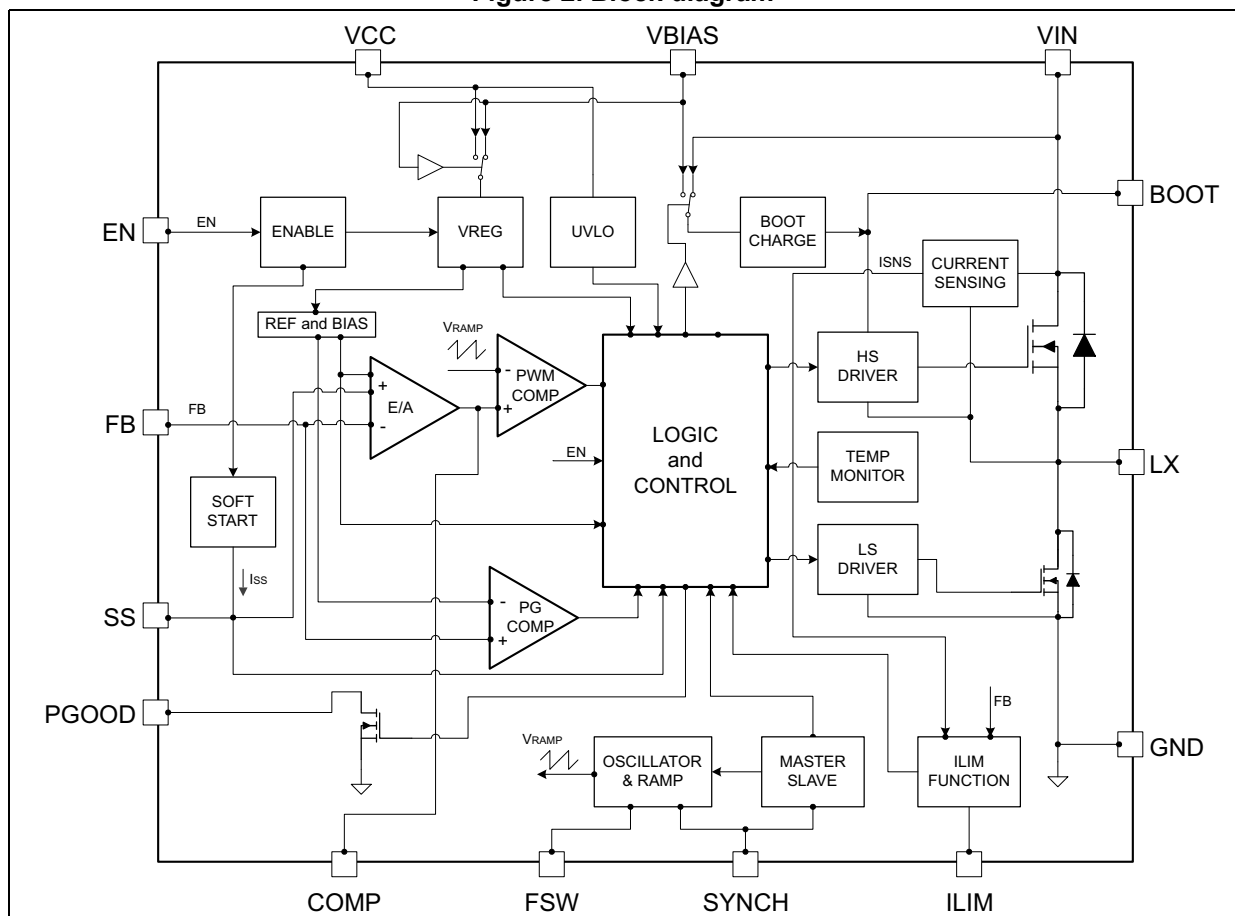 Figure 2. Block diagram
VCC
VBIAS
VIN
BOOT
EN
EN
ENABLE
VREG
UVLO
BOOT
CHARGE
ISNS
CURRENT
SENSING
REF and BIAS
VRAMP
-
PWM
COMP
+
HS
DRIVER
+
E/A
-
FB
FB
EN
LOGIC
and
CONTROL
TEMP
MONITOR
LX
SOFT
START
ISS
LS
DRIVER
SS
-
PG
COMP
+
PGOOD
FB
VRAMP
OSCILLATOR
& RAMP
MASTER
SLAVE
ILIM
FUNCTION
GND
COMP
FSW
SYNCH
ILIM